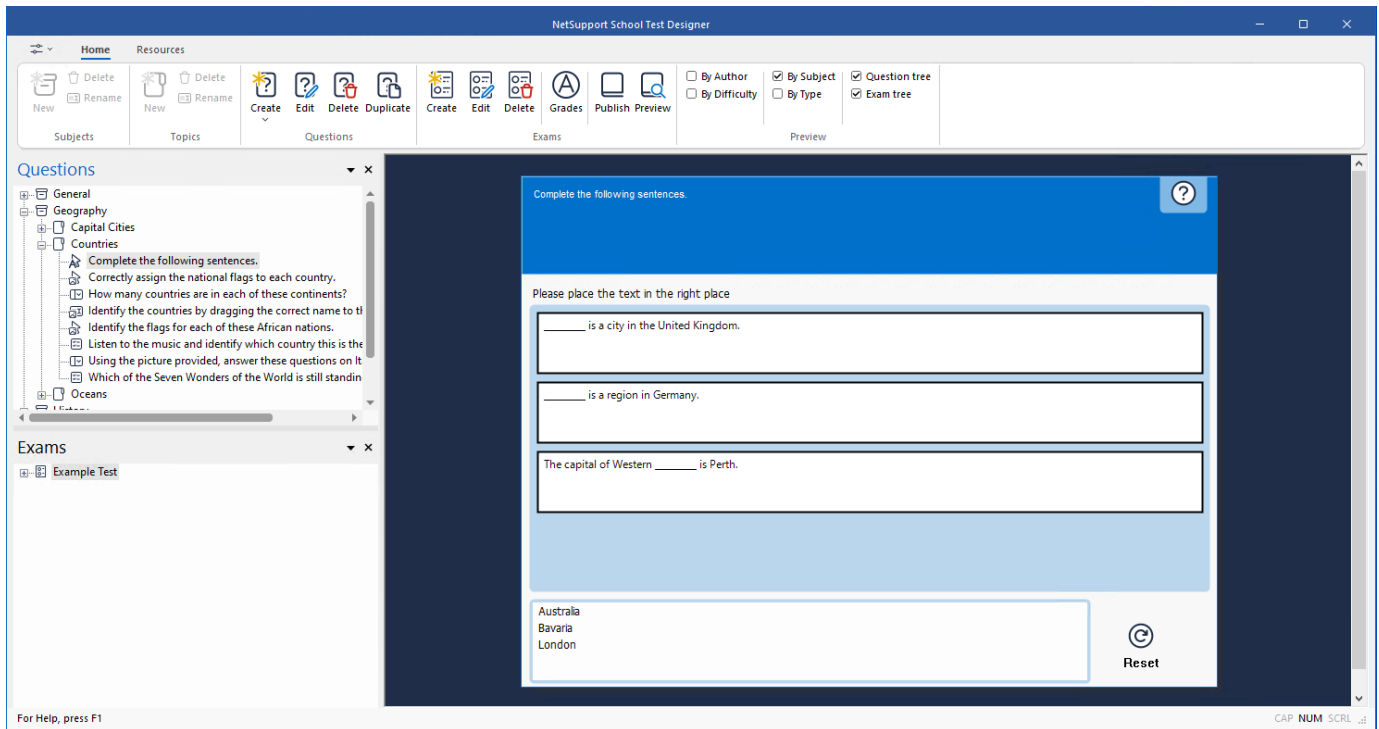 NetSupport School Test Designer
Home Resources
New Delete Rename
Subjects
New Delete Rename
Topics
Create Edit Delete Duplicate
Questions
Create Edit Delete Grades Publish Preview
Exams
By Author By Subject Question tree
By Difficulty By Type Exam tree
Preview
Questions
General
Geography
Capital Cities
Countries
Complete the following sentences.
Correctly assign the national flags to each country.
How many countries are in each of these continents?
Identify the countries by dragging the correct name to th
Identify the flags for each of these African nations.
Listen to the music and identify which country this is the
Using the picture provided, answer these questions on It
Which of the Seven Wonders of the World is still standin
Oceans
Exams
Example Test
Complete the following sentences.
Please place the text in the right place
________ is a city in the United Kingdom.
________ is a region in Germany.
The capital of Western ________ is Perth.
Australia
Bavaria
London
Reset
For Help, press F1
CAP NUM SCRL